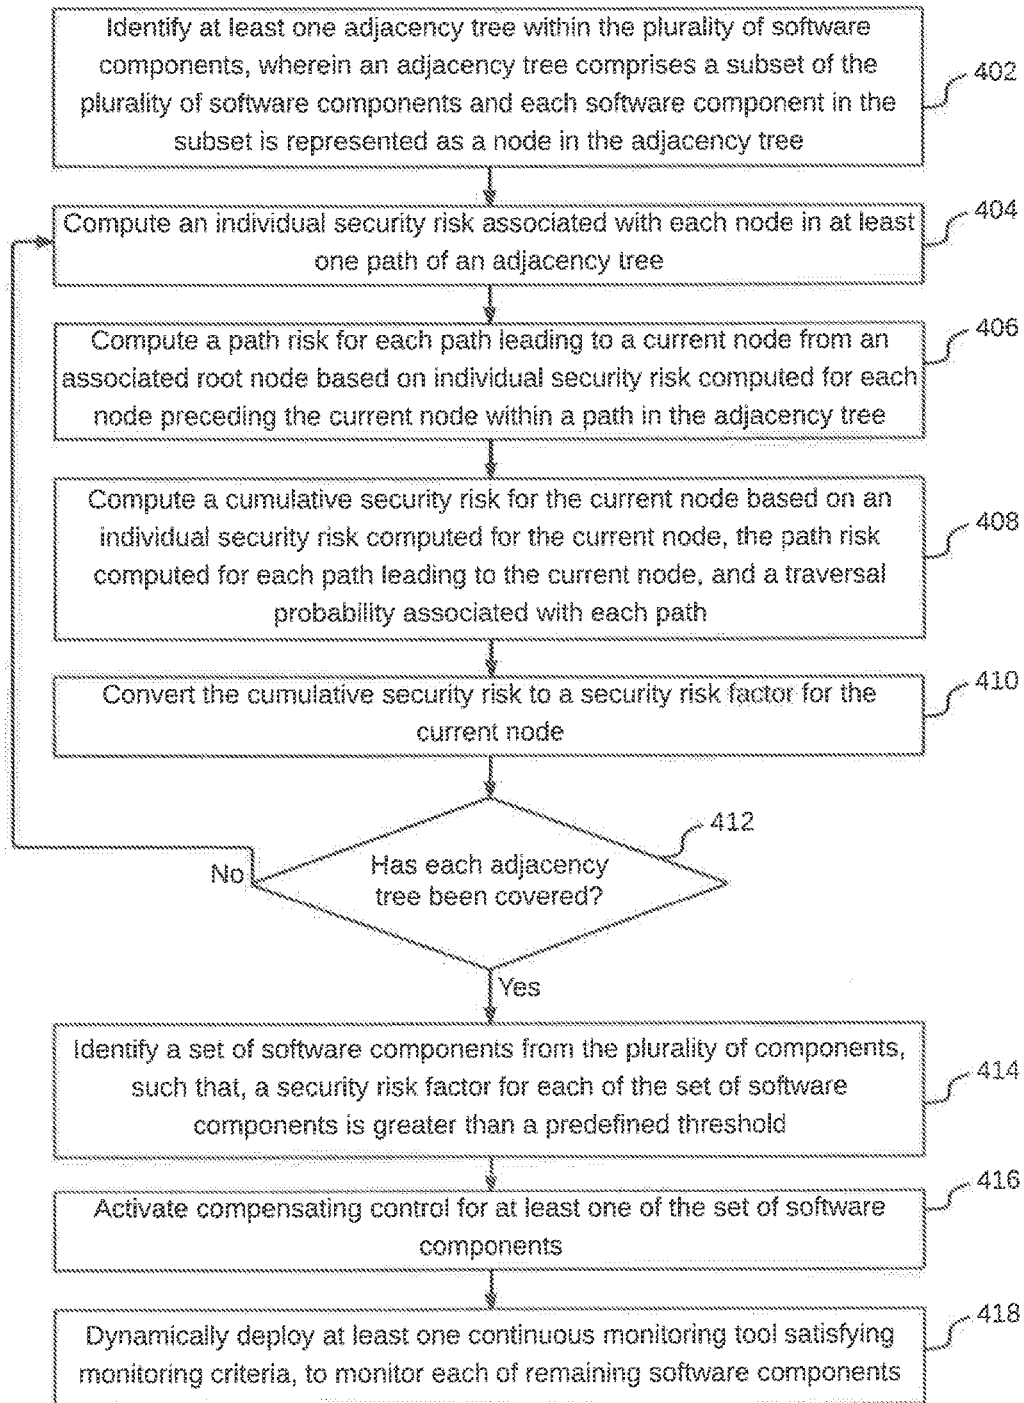 Identify at least one adjacency tree within the plurality of software
components, wherein an adjacency tree comprises a subset of the
plurality of software components and each software component in the
subset is represented as a node in the adjacency tree
402
Compute an individual security risk associated with each node in at least
one path of an adjacency tree
404
Compute a path risk for each path leading to a current node from an
associated root node based on individual security risk computed for each
node preceding the current node within a path in the adjacency tree
406
Compute a cumulative security risk for the current node based on an
individual security risk computed for the current node, the path risk
computed for each path leading to the current node, and a traversal
probability associated with each path
408
Convert the cumulative security risk to a security risk factor for the
current node
410
Has each adjacency
tree been covered?
412
No
Yes
Identify a set of software components from the plurality of components,
such that, a security risk factor for each of the set of software
components is greater than a predefined threshold
414
Activate compensating control for at least one of the set of software
components
416
Dynamically deploy at least one continuous monitoring tool satisfying
monitoring criteria, to monitor each of remaining software components
418